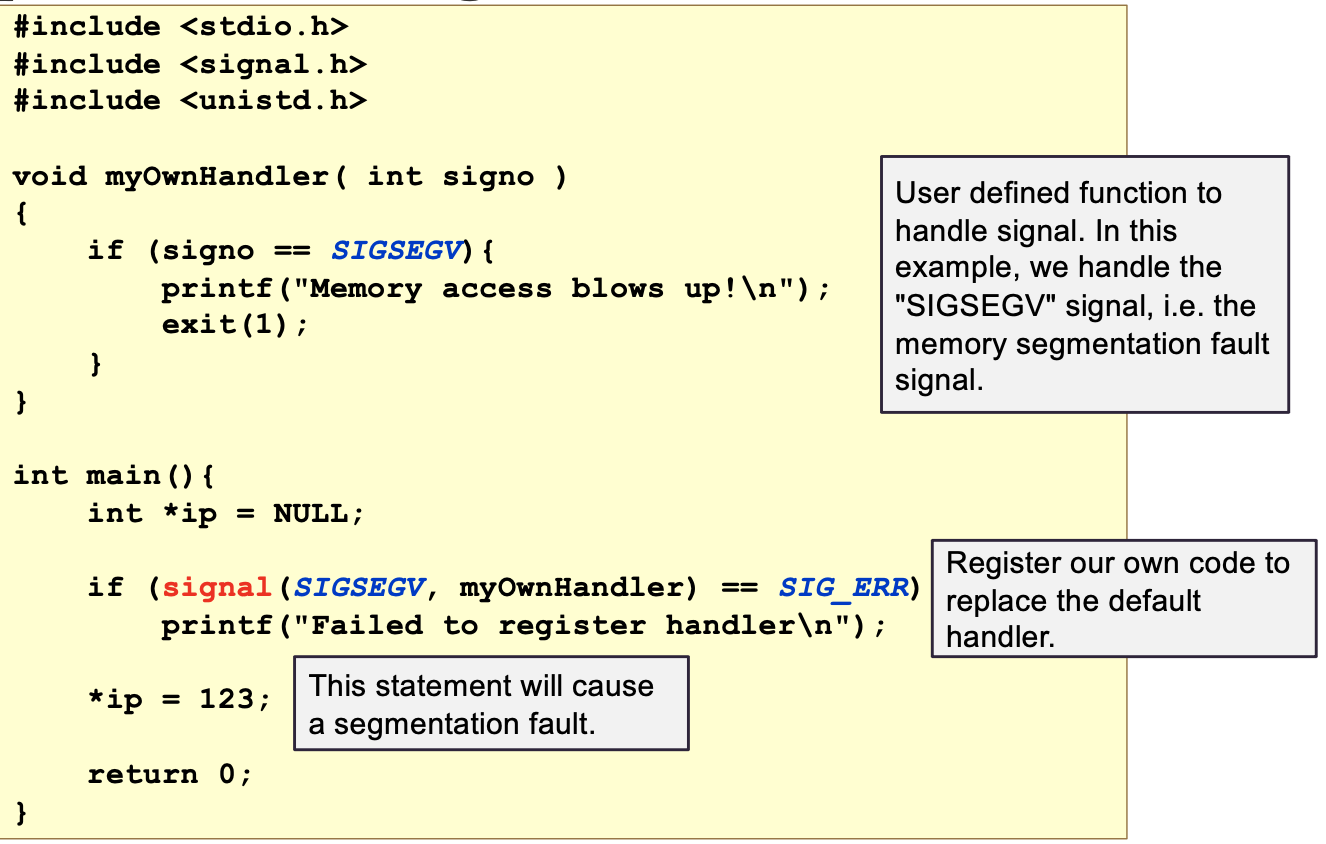 #include <stdio.h>
#include <signal.h>
#include <unistd.h>
void myOwnHandler( int signo )
{
    if (signo == SIGSEGV){
        printf("Memory access blows up!\n");
        exit(1);
    }
}
User defined function to
handle signal. In this
example, we handle the
"SIGSEGV" signal, i.e. the
memory segmentation fault
signal.
int main(){
    int *ip = NULL;
    if (signal(SIGSEGV, myOwnHandler) == SIG_ERR)
        printf("Failed to register handler\n");
Register our own code to
replace the default
handler.
    *ip = 123;
This statement will cause
a segmentation fault.
    return 0;
}